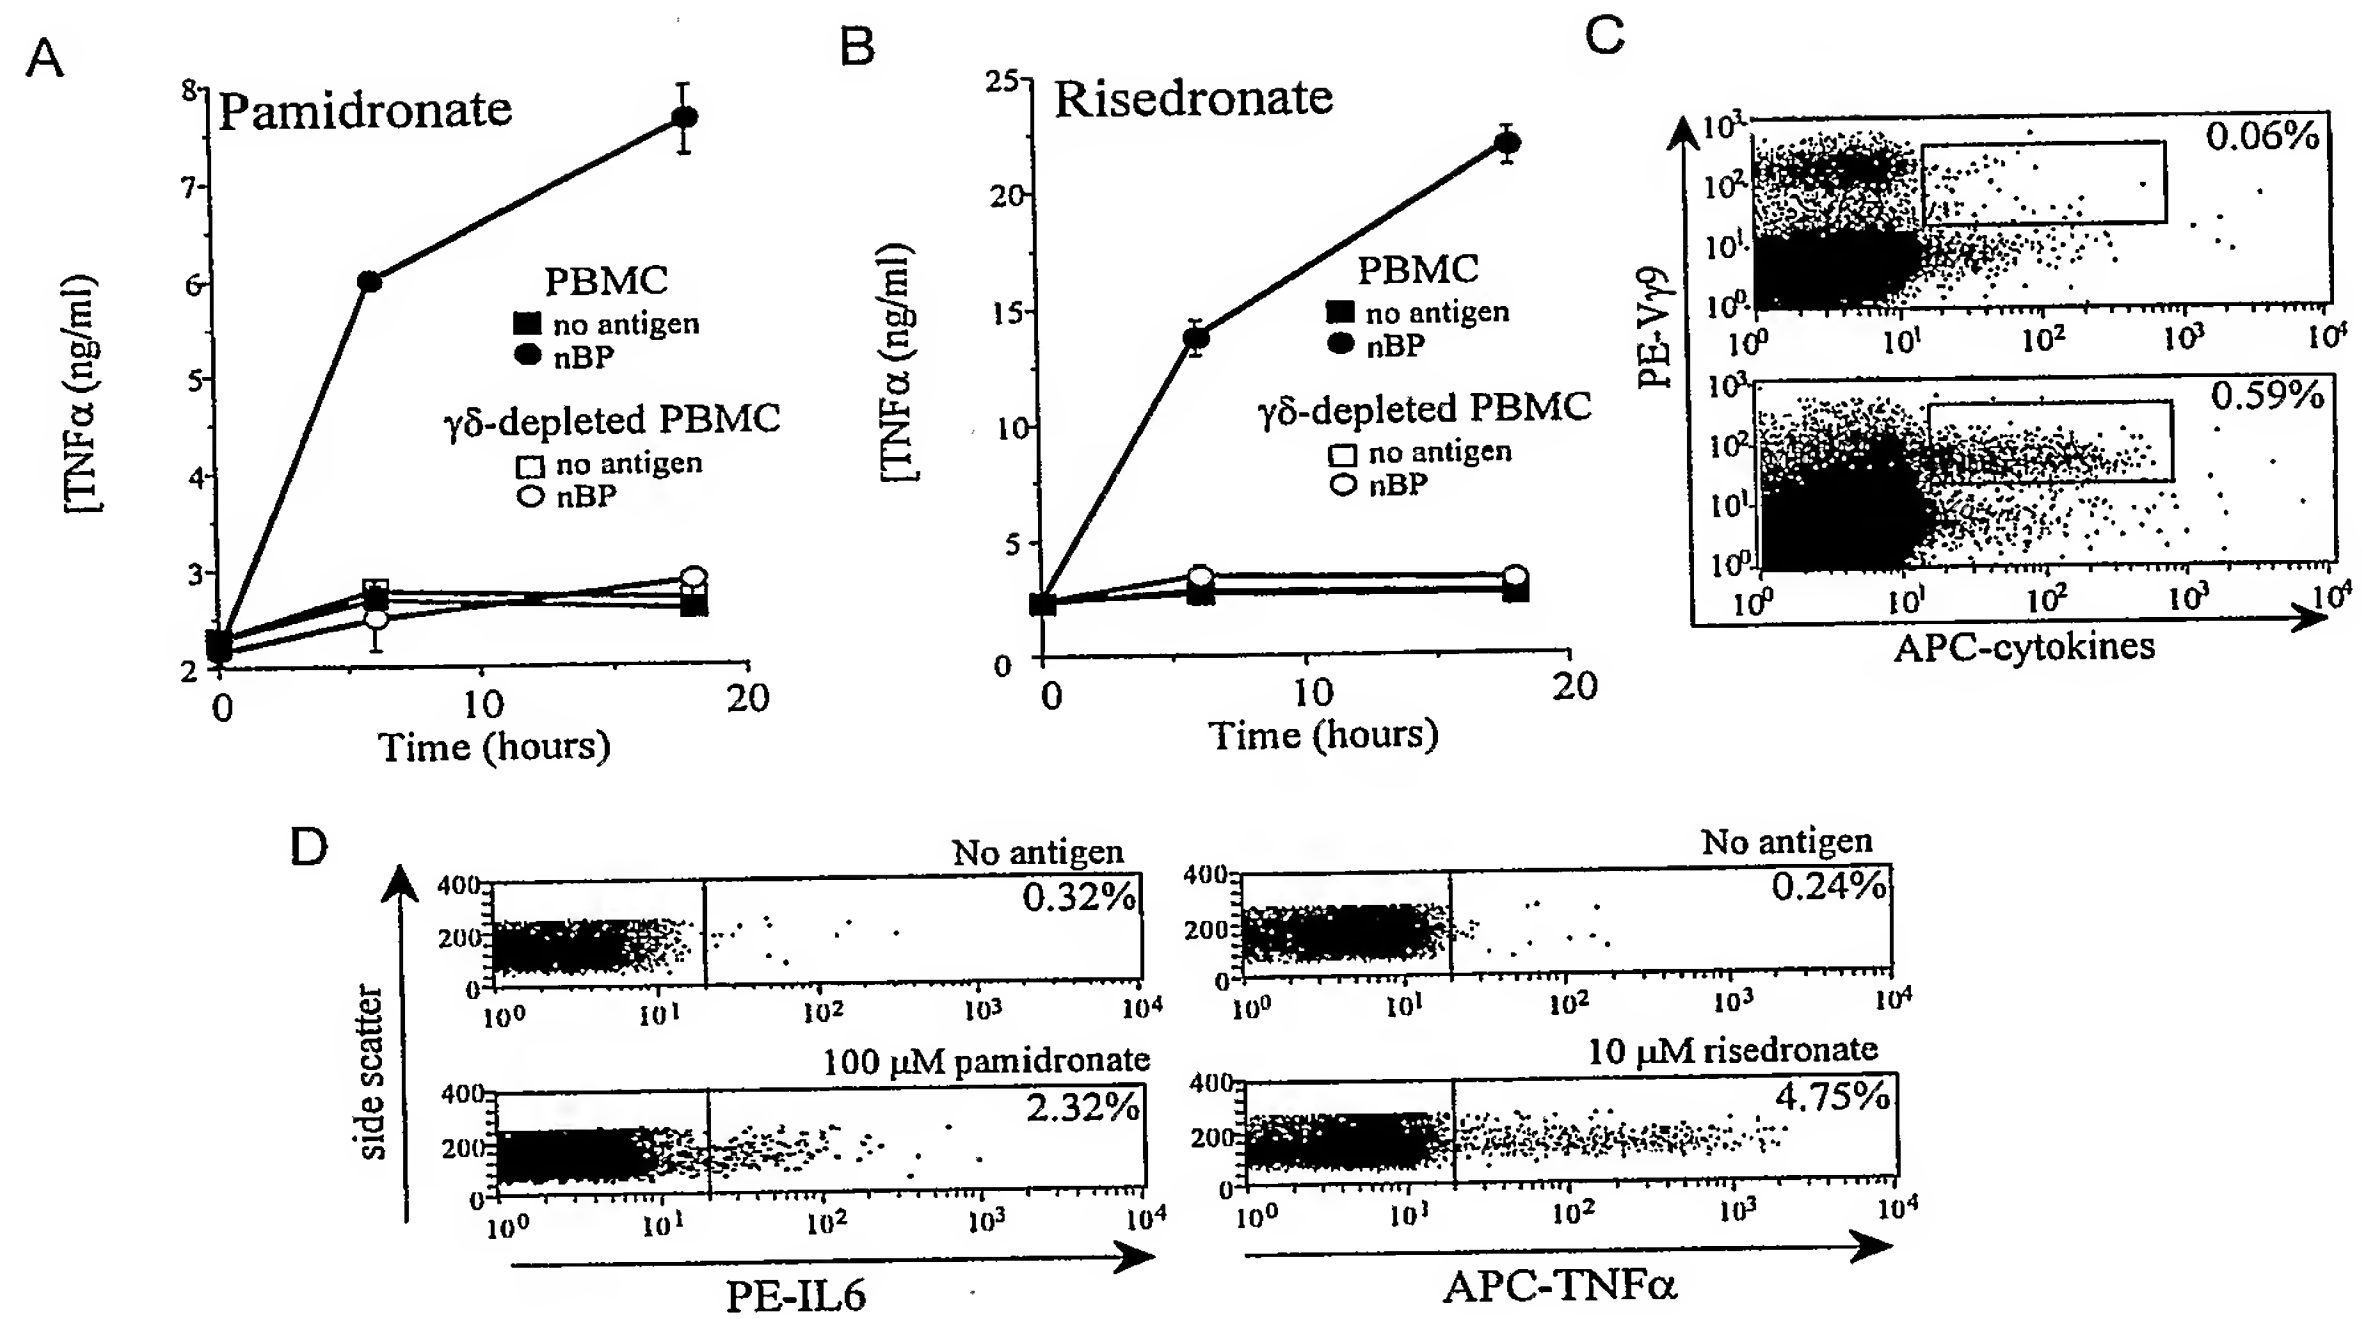 A
Pamidronate
8
7
6
5
4
3
2
[TNFα (ng/ml)]
PBMC
no antigen
nBP
γδ-depleted PBMC
no antigen
nBP
0
10
20
Time (hours)
B
Risedronate
25
20
15
10
5
0
[TNFα (ng/ml)]
PBMC
no antigen
nBP
γδ-depleted PBMC
no antigen
nBP
0
10
20
Time (hours)
C
PE-Vγ9
10³
10²
10¹
10⁰
0.06%
10⁰ 10¹ 10² 10³ 10⁴
10³
10²
10¹
10⁰
0.59%
10⁰ 10¹ 10² 10³ 10⁴
APC-cytokines
D
side scatter
No antigen
400
200
0
0.32%
10⁰ 10¹ 10² 10³ 10⁴
No antigen
400
200
0
0.24%
10⁰ 10¹ 10² 10³ 10⁴
100 μM pamidronate
400
200
0
2.32%
10⁰ 10¹ 10² 10³ 10⁴
PE-IL6
10 μM risedronate
400
200
0
4.75%
10⁰ 10¹ 10² 10³ 10⁴
APC-TNFα